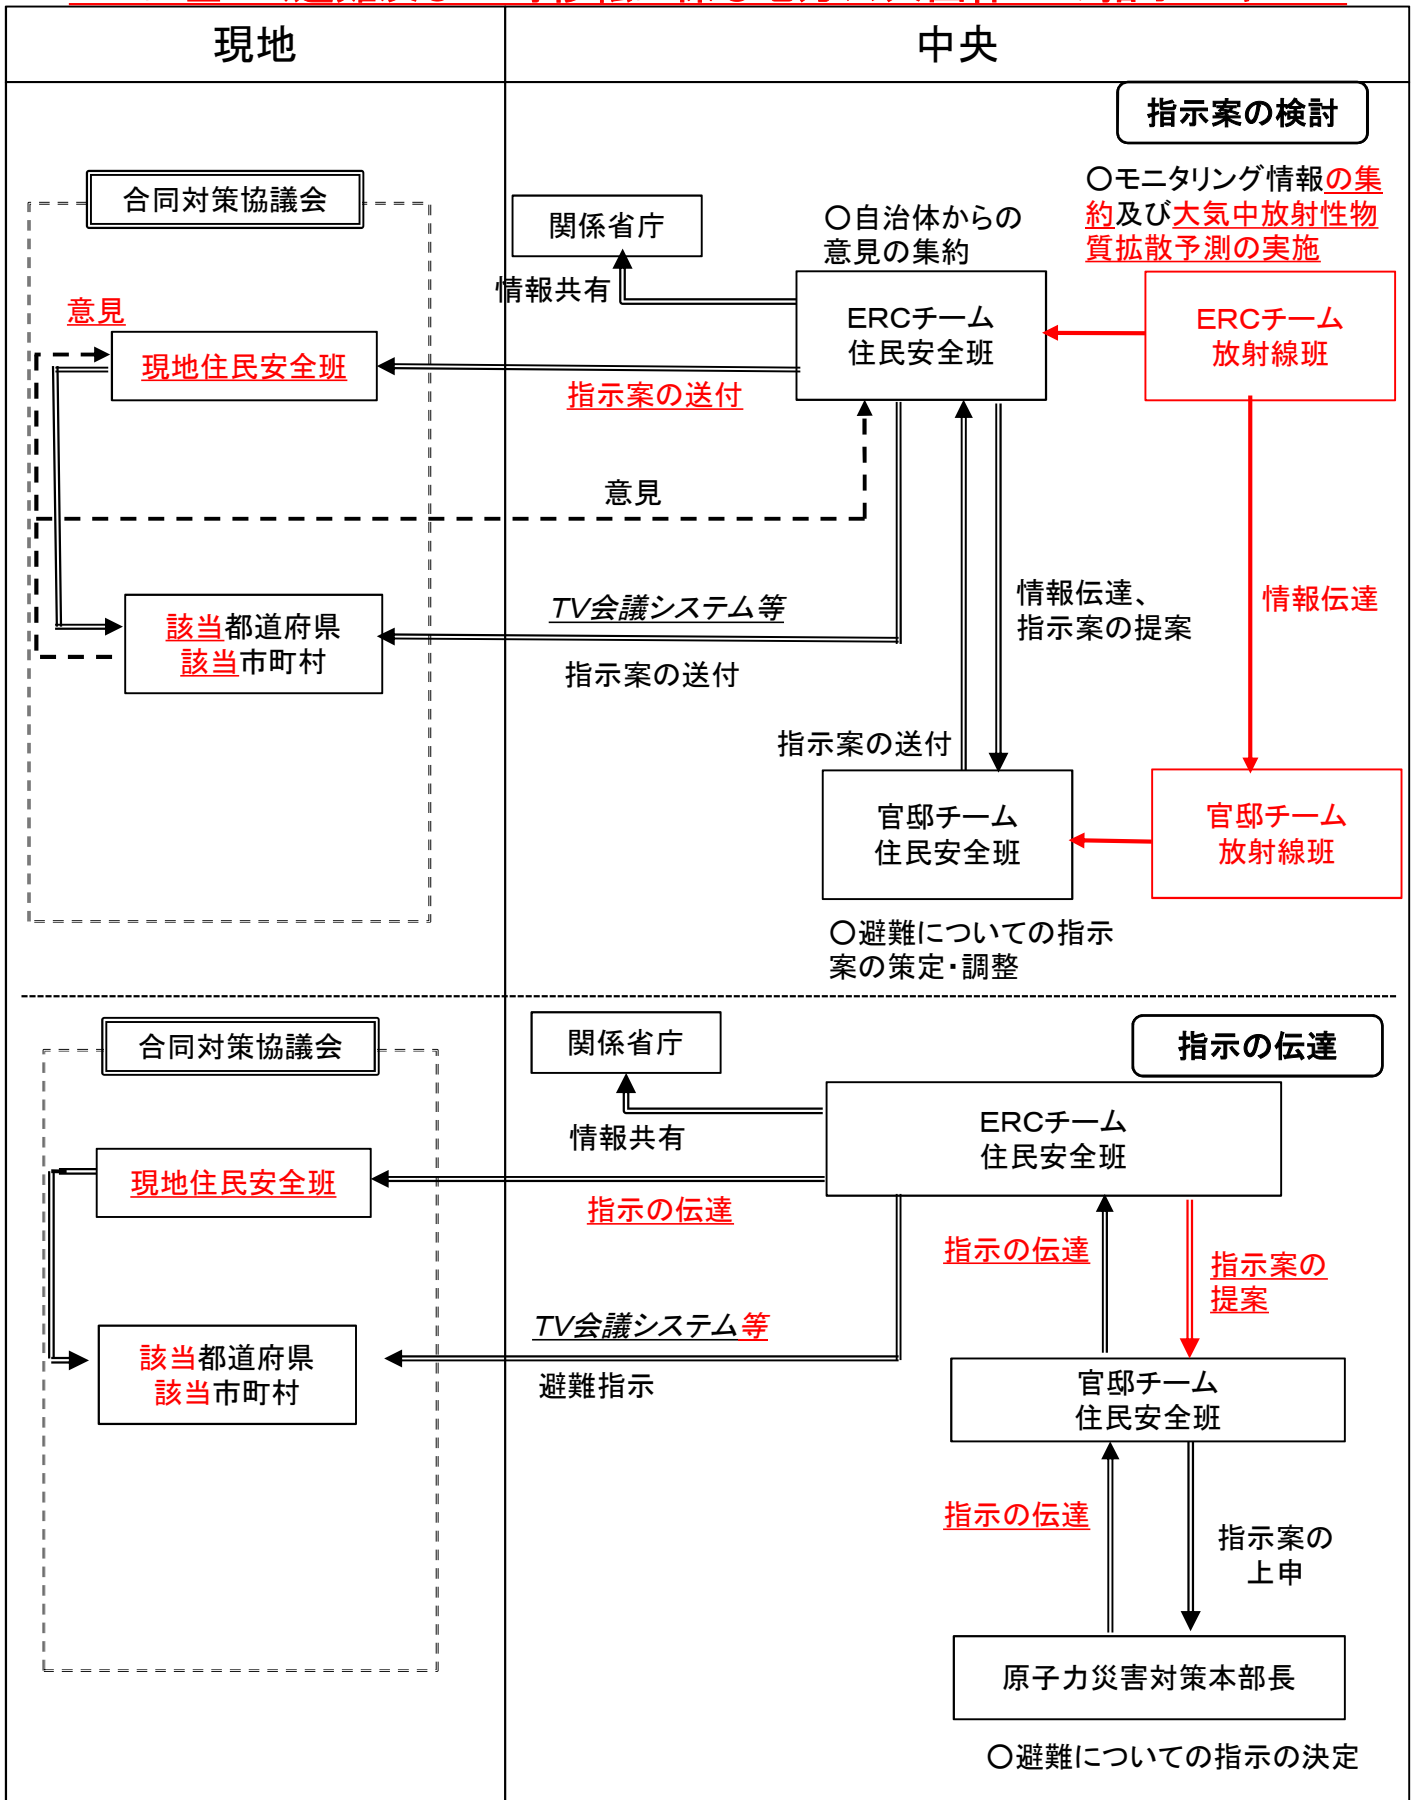 現地
中央
指示案の検討
合同対策協議会
関係省庁
〇自治体からの
意見の集約
〇モニタリング情報の集
約及び大気中放射性物
質拡散予測の実施
情報共有
意見
現地住民安全班
指示案の送付
ERCチーム
住民安全班
ERCチーム
放射線班
意見
該当都道府県
該当市町村
TV会議システム等
指示案の送付
情報伝達、
指示案の提案
情報伝達
指示案の送付
官邸チーム
住民安全班
官邸チーム
放射線班
〇避難についての指示
案の策定・調整
指示の伝達
合同対策協議会
関係省庁
情報共有
ERCチーム
住民安全班
現地住民安全班
指示の伝達
指示の伝達
指示案の
提案
TV会議システム等
避難指示
該当都道府県
該当市町村
官邸チーム
住民安全班
指示の伝達
指示案の
上申
原子力災害対策本部長
〇避難についての指示の決定